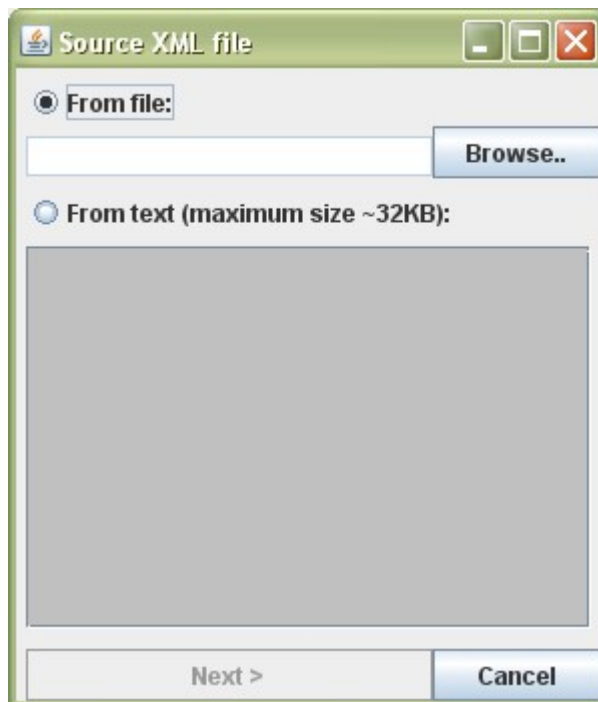 Source XML file
From file:
Browse..
From text (maximum size ~32KB):
Next >
Cancel